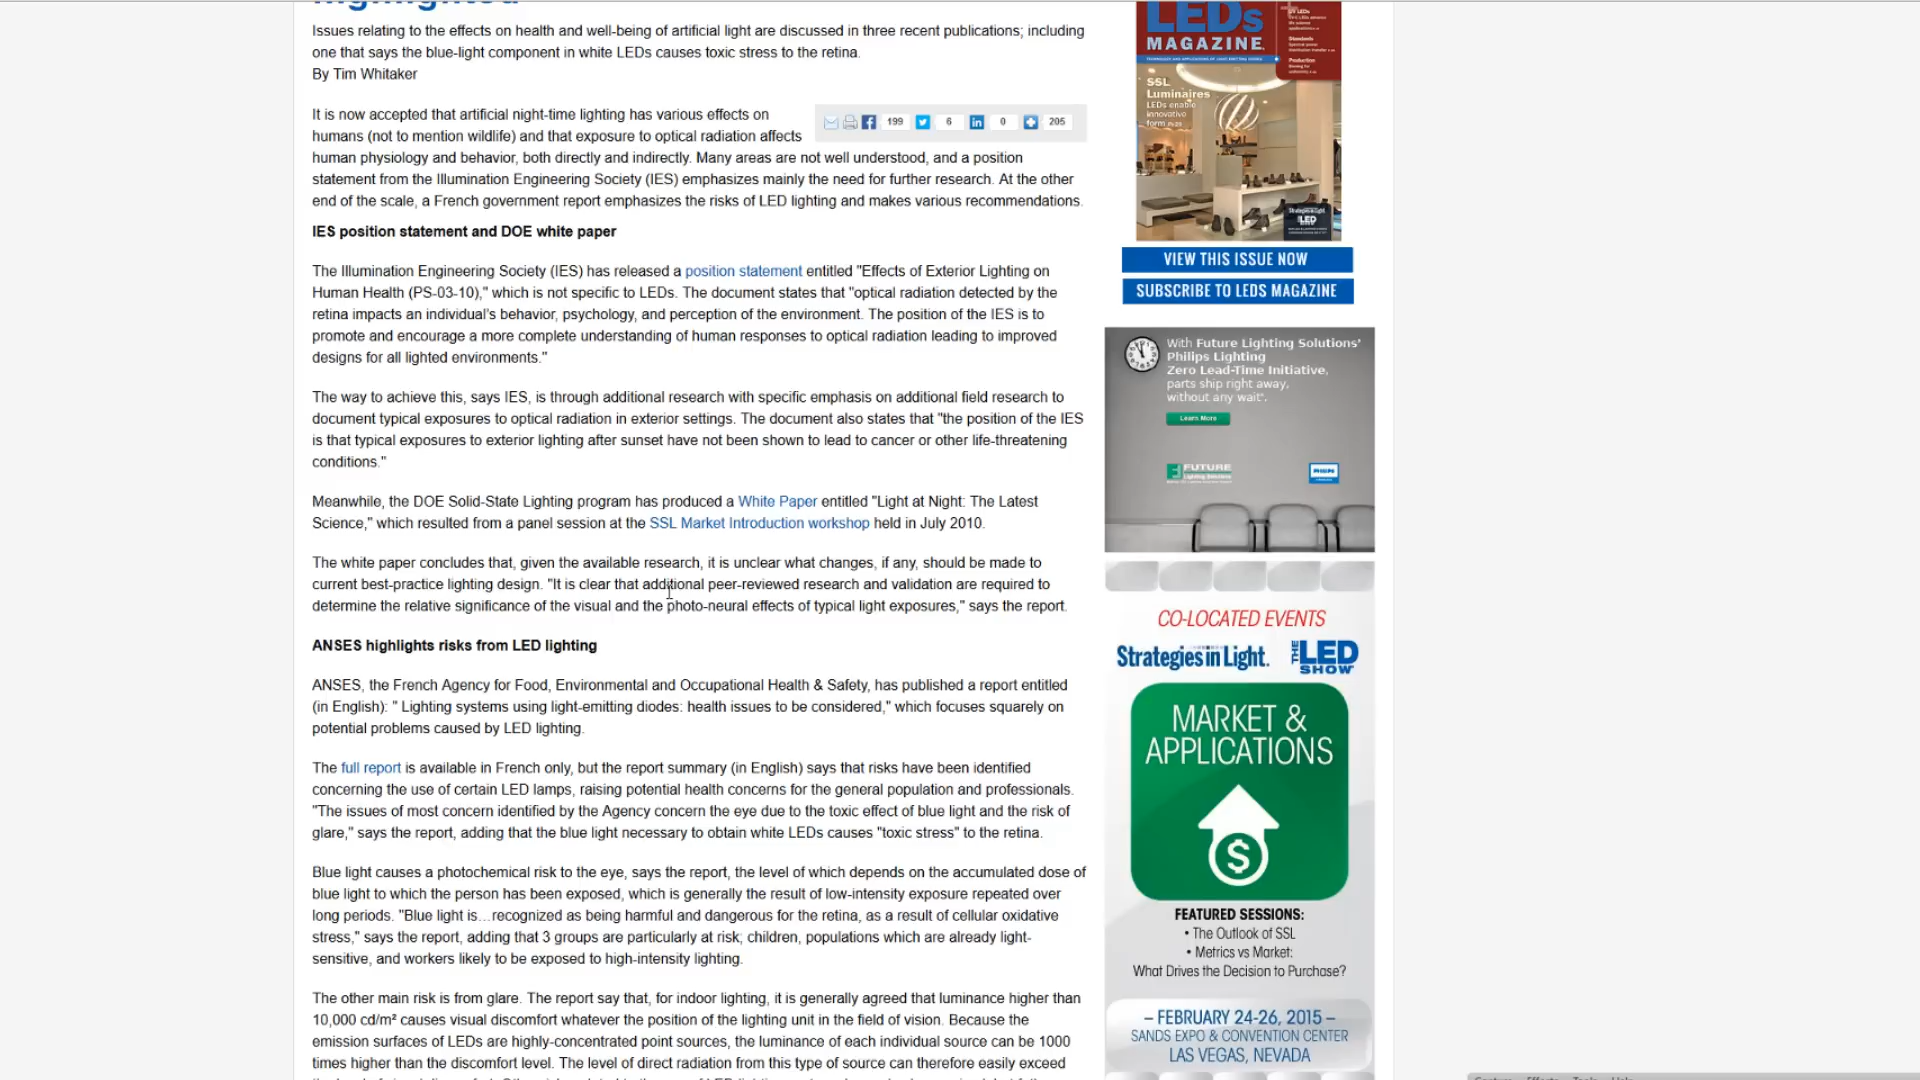 Issues relating to the effects on health and well-being of artificial light are discussed in three recent publications; including
one that says the blue-light component in white LEDs causes toxic stress to the retina.
By Tim Whitaker
It is now accepted that artificial night-time lighting has various effects on
humans (not to mention wildlife) and that exposure to optical radiation affects
human physiology and behavior, both directly and indirectly. Many areas are not well understood, and a position
statement from the Illumination Engineering Society (IES) emphasizes mainly the need for further research. At the other
end of the scale, a French government report emphasizes the risks of LED lighting and makes various recommendations.
199
6
0
205
IES position statement and DOE white paper
The Illumination Engineering Society (IES) has released a position statement entitled "Effects of Exterior Lighting on
Human Health (PS-03-10)," which is not specific to LEDs. The document states that "optical radiation detected by the
retina impacts an individual's behavior, psychology, and perception of the environment. The position of the IES is to
promote and encourage a more complete understanding of human responses to optical radiation leading to improved
designs for all lighted environments."
The way to achieve this, says IES, is through additional research with specific emphasis on additional field research to
document typical exposures to optical radiation in exterior settings. The document also states that "the position of the IES
is that typical exposures to exterior lighting after sunset have not been shown to lead to cancer or other life-threatening
conditions."
Meanwhile, the DOE Solid-State Lighting program has produced a White Paper entitled "Light at Night: The Latest
Science," which resulted from a panel session at the SSL Market Introduction workshop held in July 2010.
The white paper concludes that, given the available research, it is unclear what changes, if any, should be made to
current best-practice lighting design. "It is clear that additional peer-reviewed research and validation are required to
determine the relative significance of the visual and the photo-neural effects of typical light exposures," says the report.
ANSES highlights risks from LED lighting
ANSES, the French Agency for Food, Environmental and Occupational Health & Safety, has published a report entitled
(in English): " Lighting systems using light-emitting diodes: health issues to be considered," which focuses squarely on
potential problems caused by LED lighting.
The full report is available in French only, but the report summary (in English) says that risks have been identified
concerning the use of certain LED lamps, raising potential health concerns for the general population and professionals.
"The issues of most concern identified by the Agency concern the eye due to the toxic effect of blue light and the risk of
glare," says the report, adding that the blue light necessary to obtain white LEDs causes "toxic stress" to the retina.
Blue light causes a photochemical risk to the eye, says the report, the level of which depends on the accumulated dose of
blue light to which the person has been exposed, which is generally the result of low-intensity exposure repeated over
long periods. "Blue light is...recognized as being harmful and dangerous for the retina, as a result of cellular oxidative
stress," says the report, adding that 3 groups are particularly at risk; children, populations which are already light-
sensitive, and workers likely to be exposed to high-intensity lighting.
The other main risk is from glare. The report say that, for indoor lighting, it is generally agreed that luminance higher than
10,000 cd/m² causes visual discomfort whatever the position of the lighting unit in the field of vision. Because the
emission surfaces of LEDs are highly-concentrated point sources, the luminance of each individual source can be 1000
times higher than the discomfort level. The level of direct radiation from this type of source can therefore easily exceed
LEDs
MAGAZINE
Standards
Production
SSL
Luminaires
LEDs enable
innovative
form
VIEW THIS ISSUE NOW
SUBSCRIBE TO LEDS MAGAZINE
With Future Lighting Solutions'
Philips Lighting
Zero Lead-Time Initiative,
parts ship right away,
without any wait*.
Learn More
FUTURE
Lighting Solutions
PHILIPS
CO-LOCATED EVENTS
Strategies in Light.
THE LED SHOW
MARKET &
APPLICATIONS
$
FEATURED SESSIONS:
• The Outlook of SSL
• Metrics vs Market:
What Drives the Decision to Purchase?
– FEBRUARY 24-26, 2015 –
SANDS EXPO & CONVENTION CENTER
LAS VEGAS, NEVADA